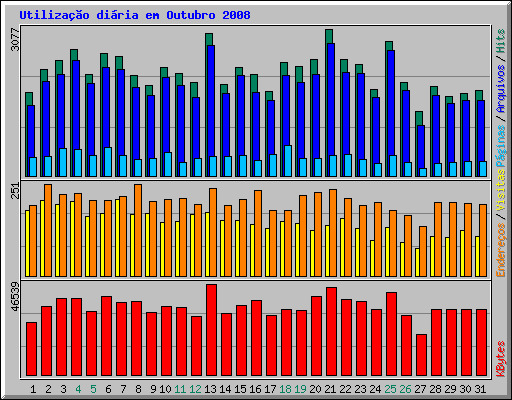 Utilização diária em Outubro 2008
3077
Páginas / Arquivos / Hits
251
Endereços / Visitas
46539
KBytes
1 2 3 4 5 6 7 8 9 10 11 12 13 14 15 16 17 18 19 20 21 22 23 24 25 26 27 28 29 30 31